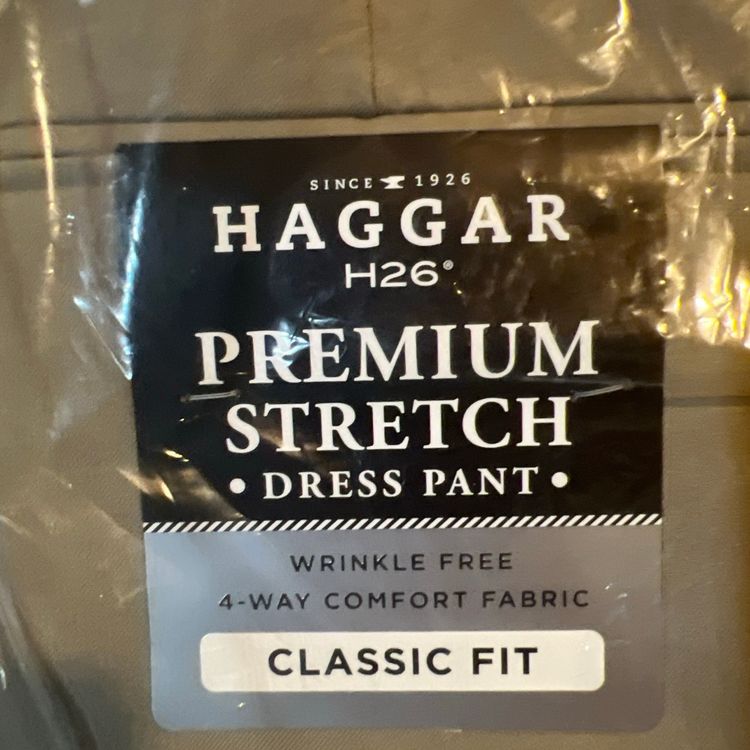 SINCE 1926
HAGGAR
H26®
PREMIUM
STRETCH
• DRESS PANT •
WRINKLE FREE
4-WAY COMFORT FABRIC
CLASSIC FIT